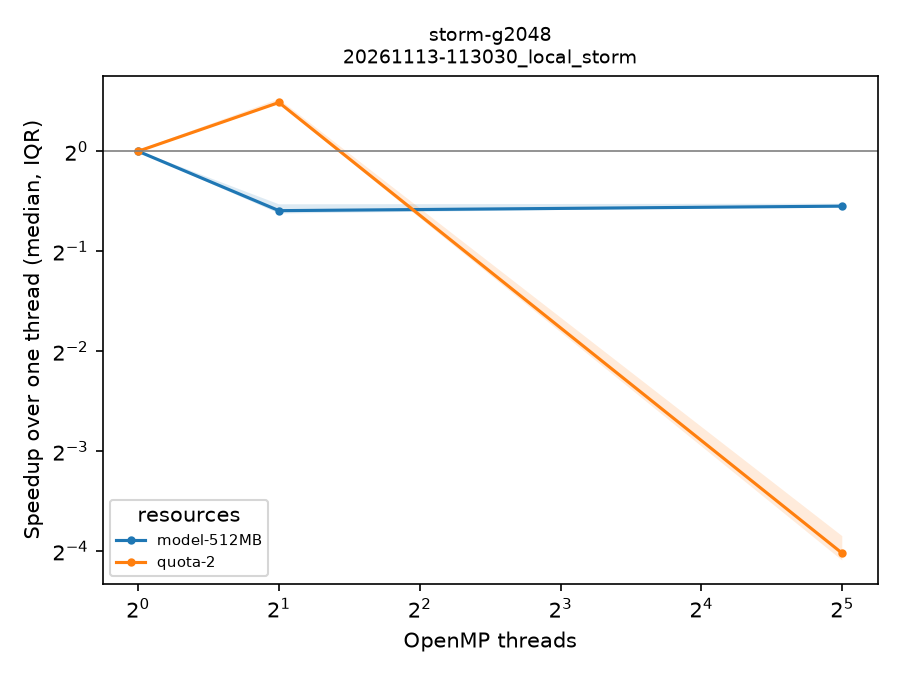 storm-g2048
20261113-113030_local_storm
Speedup over one thread (median, IQR)
2^0
2^−1
2^−2
2^−3
2^−4
resources
model-512MB
quota-2
2^0 2^1 2^2 2^3 2^4 2^5
OpenMP threads